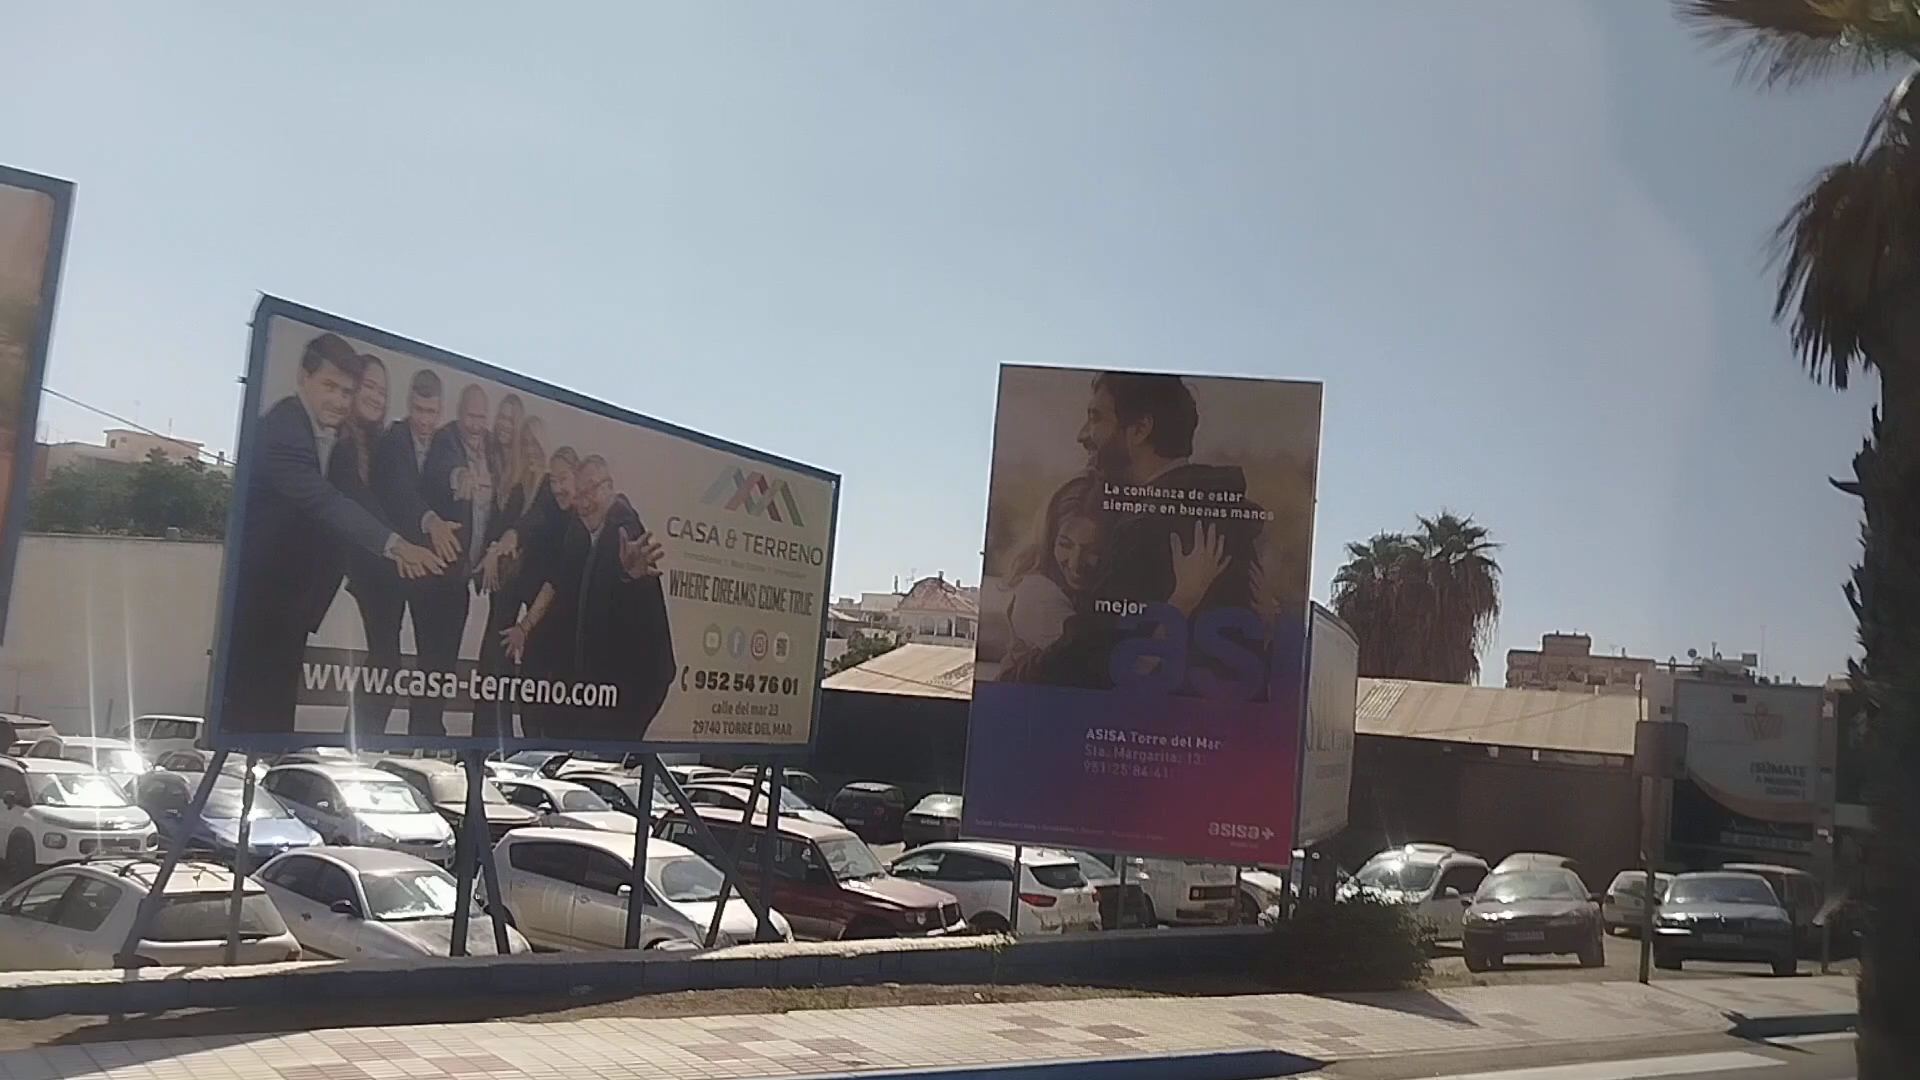 CASA & TERRENO
WHERE DREAMS COME TRUE
www.casa-terreno.com
952 54 76 01
calle del mar 23
29740 TORRE DEL MAR
La confianza de estar
siempre en buenas manos
mejor
asi
ASISA Torre del Mar
Sta. Margarita, 13
951 25 84 41
asisa+
¡SÚMATE